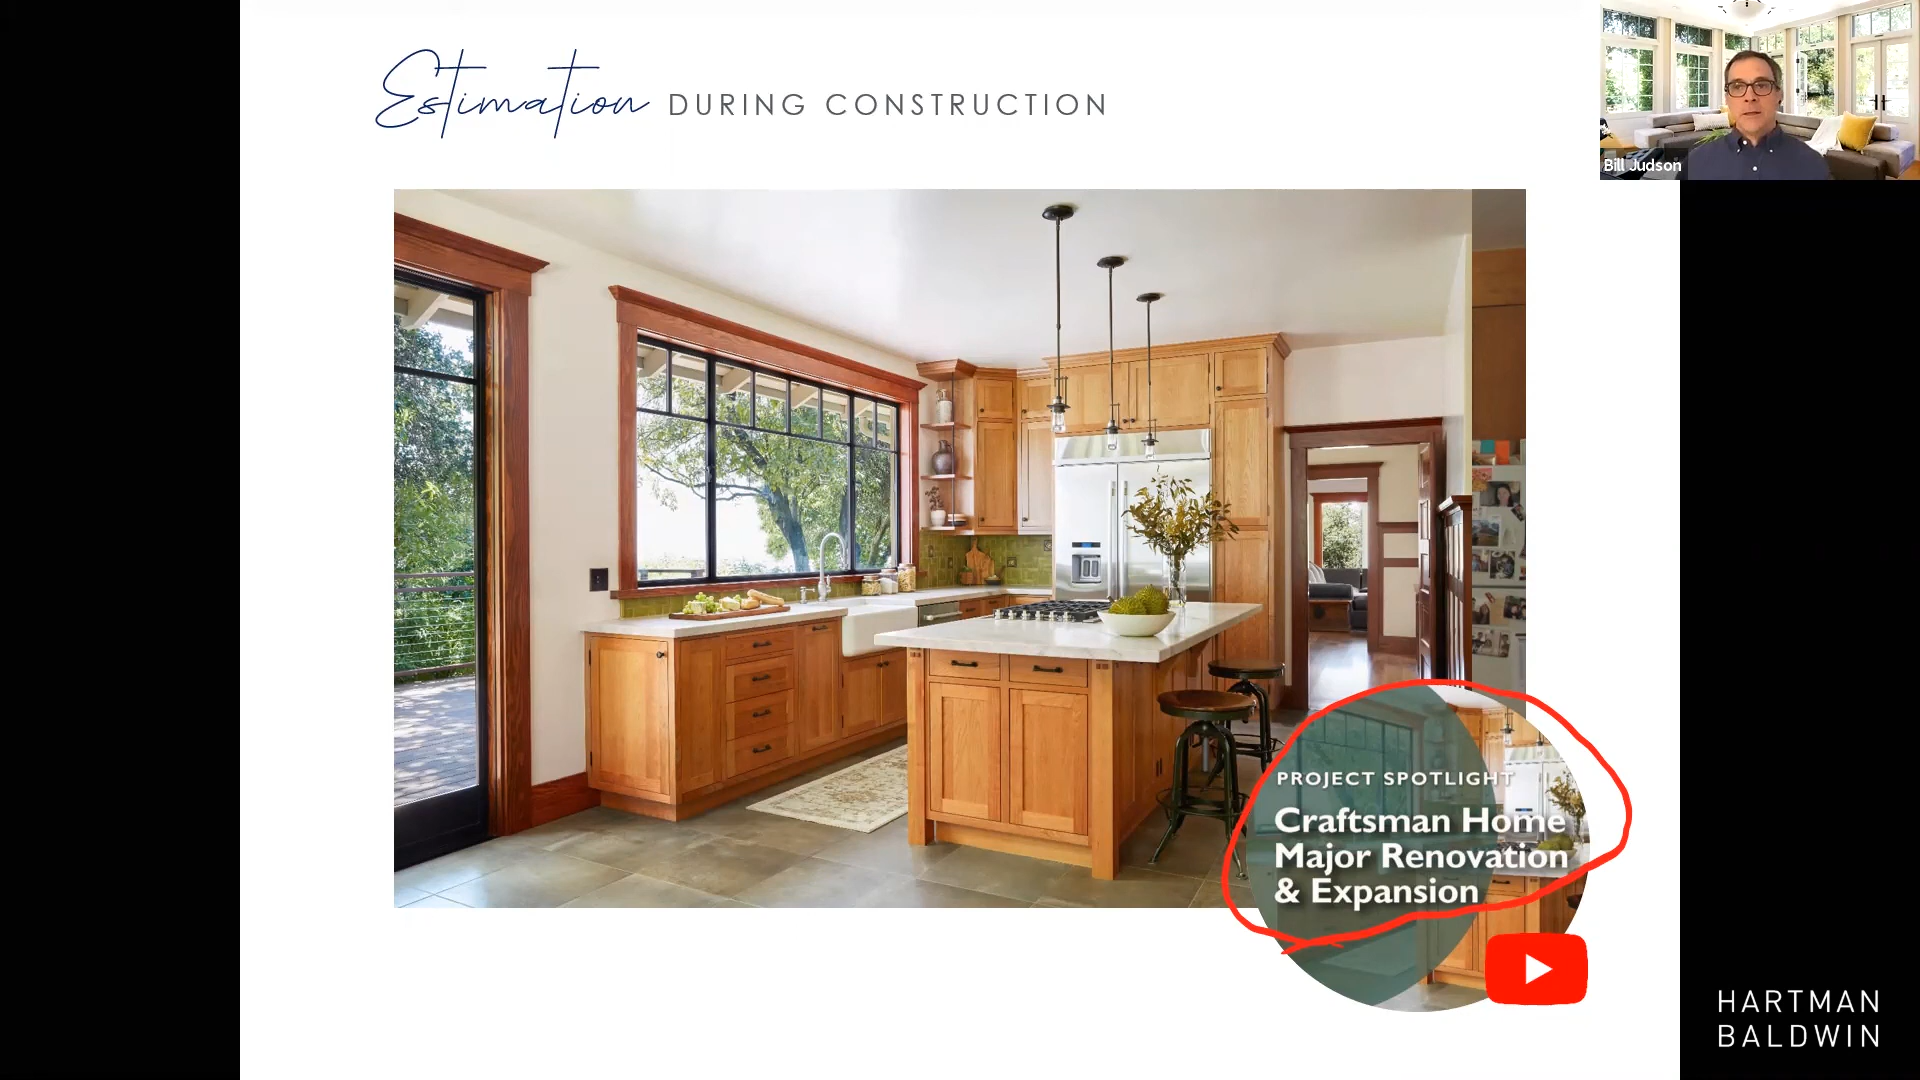 Estimation DURING CONSTRUCTION
Bill Judson
PROJECT SPOTLIGHT
Craftsman Home
Major Renovation
& Expansion
HARTMAN
BALDWIN